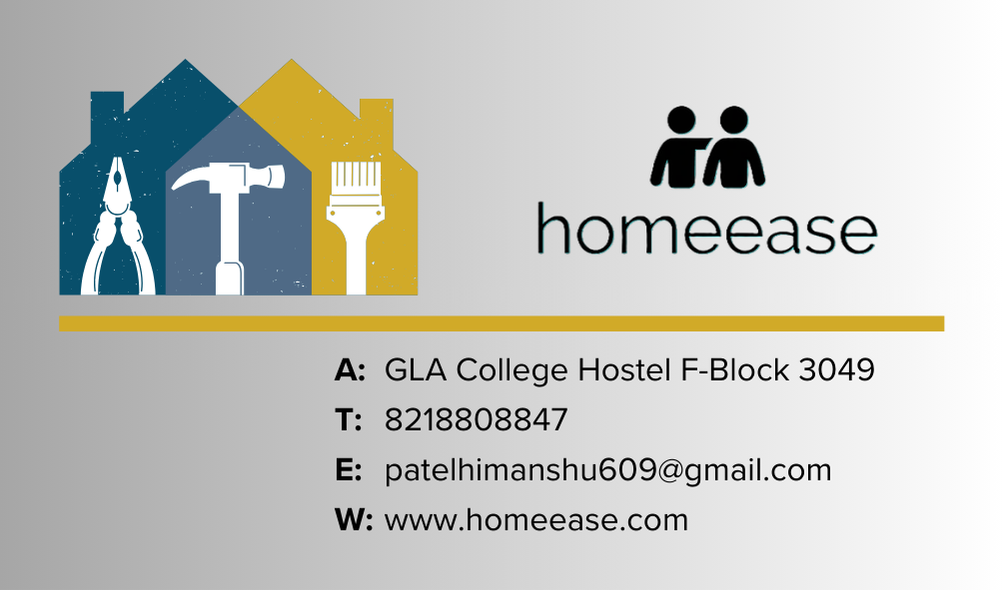 homeease
A: GLA College Hostel F-Block 3049
T: 8218808847
E: patelhimanshu609@gmail.com
W: www.homeease.com